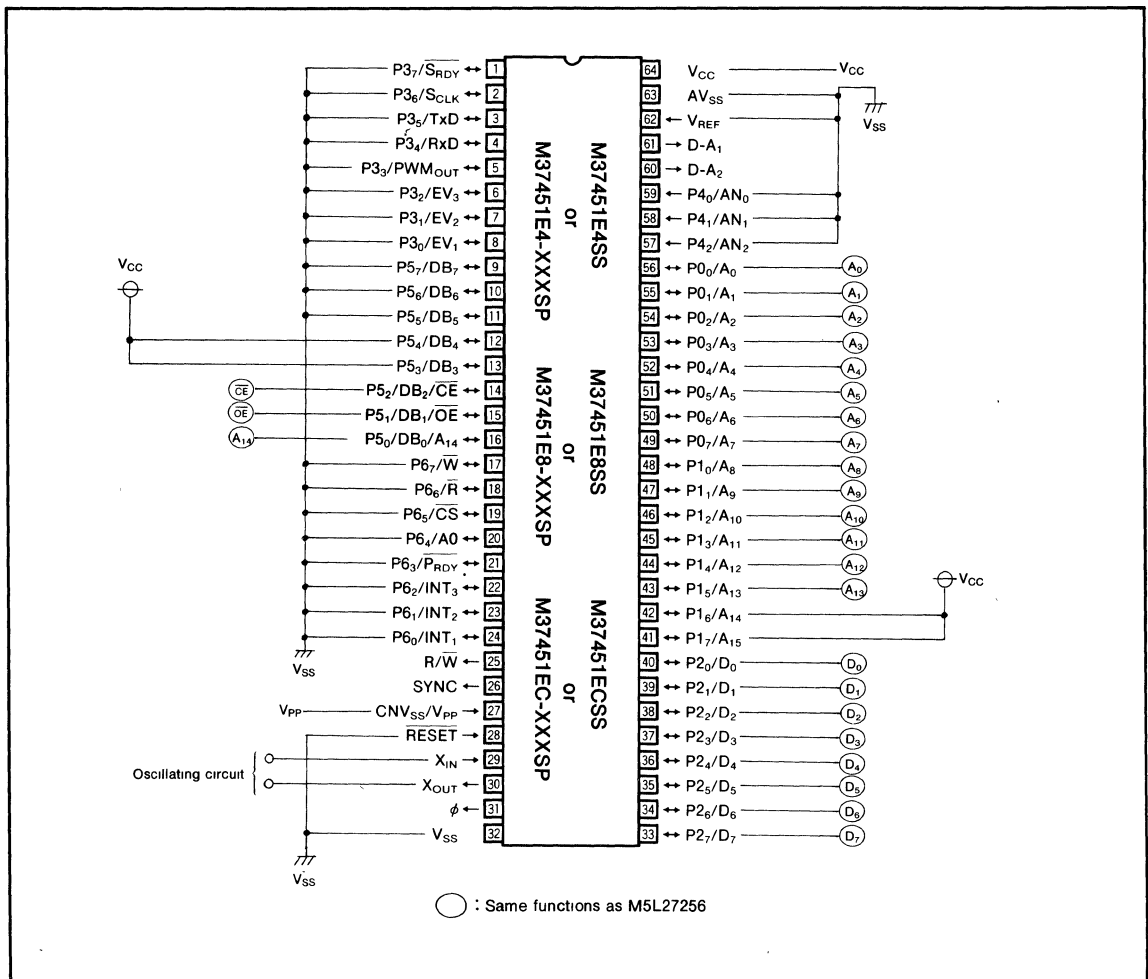 P3₇/S̅R̅D̅Y̅ ↔ 1
P3₆/SCLK ↔ 2
P3₅/TxD ↔ 3
P3₄/RxD ↔ 4
P3₃/PWMOUT ↔ 5
P3₂/EV₃ ↔ 6
P3₁/EV₂ ↔ 7
P3₀/EV₁ ↔ 8
VCC
P5₇/DB₇ ↔ 9
P5₆/DB₆ ↔ 10
P5₅/DB₅ ↔ 11
P5₄/DB₄ ↔ 12
P5₃/DB₃ ↔ 13
C̅E̅ P5₂/DB₂/C̅E̅ ↔ 14
O̅E̅ P5₁/DB₁/O̅E̅ ↔ 15
A₁₄ P5₀/DB₀/A₁₄ ↔ 16
P6₇/W̅ ↔ 17
P6₆/R̅ ↔ 18
P6₅/C̅S̅ ↔ 19
P6₄/A0 ↔ 20
P6₃/P̅R̅D̅Y̅ ↔ 21
P6₂/INT₃ ↔ 22
P6₁/INT₂ ↔ 23
P6₀/INT₁ ↔ 24
VSS
R/W̅ ← 25
SYNC ← 26
VPP CNVSS/VPP → 27
R̅E̅S̅E̅T̅ → 28
Oscillating circuit
XIN → 29
XOUT ← 30
ϕ ← 31
VSS 32
VSS
M37451E4-XXXSP or M37451E8-XXXSP or M37451EC-XXXSP
M37451E4SS or M37451E8SS or M37451ECSS
64 VCC VCC
63 AVSS
VSS
62 ← VREF
61 → D-A₁
60 → D-A₂
59 ← P4₀/AN₀
58 ← P4₁/AN₁
57 ← P4₂/AN₂
56 ↔ P0₀/A₀ A₀
55 ↔ P0₁/A₁ A₁
54 ↔ P0₂/A₂ A₂
53 ↔ P0₃/A₃ A₃
52 ↔ P0₄/A₄ A₄
51 ↔ P0₅/A₅ A₅
50 ↔ P0₆/A₆ A₆
49 ↔ P0₇/A₇ A₇
48 ↔ P1₀/A₈ A₈
47 ↔ P1₁/A₉ A₉
46 ↔ P1₂/A₁₀ A₁₀
45 ↔ P1₃/A₁₁ A₁₁
44 ↔ P1₄/A₁₂ A₁₂
43 ↔ P1₅/A₁₃ A₁₃
VCC
42 ↔ P1₆/A₁₄
41 ↔ P1₇/A₁₅
40 ↔ P2₀/D₀ D₀
39 ↔ P2₁/D₁ D₁
38 ↔ P2₂/D₂ D₂
37 ↔ P2₃/D₃ D₃
36 ↔ P2₄/D₄ D₄
35 ↔ P2₅/D₅ D₅
34 ↔ P2₆/D₆ D₆
33 ↔ P2₇/D₇ D₇
◯ : Same functions as M5L27256